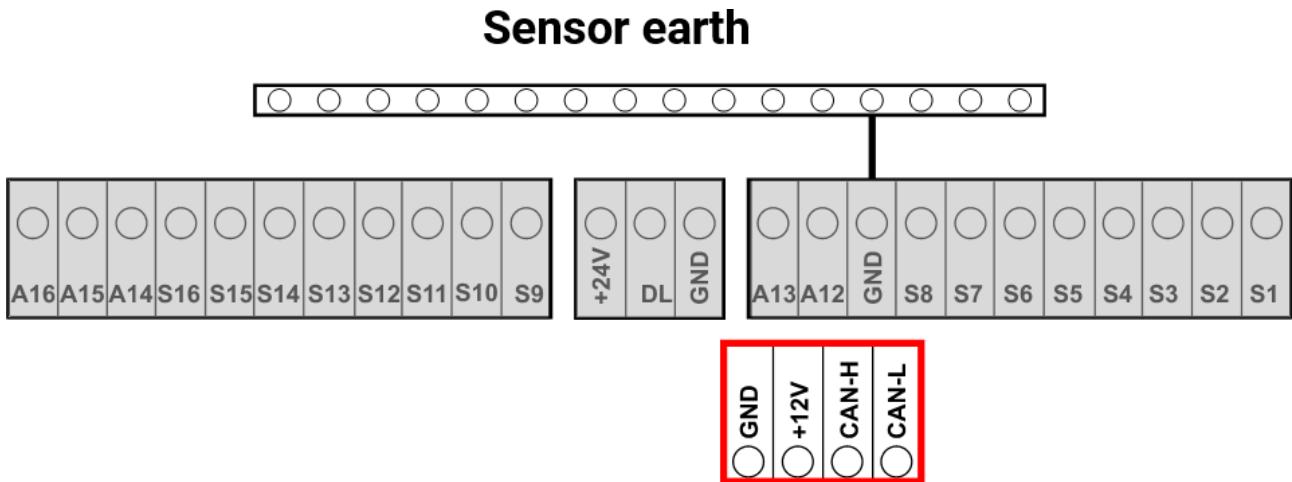 Sensor earth
A16 A15 A14 S16 S15 S14 S13 S12 S11 S10 S9 +24V DL GND A13 A12 GND S8 S7 S6 S5 S4 S3 S2 S1
GND +12V CAN-H CAN-L